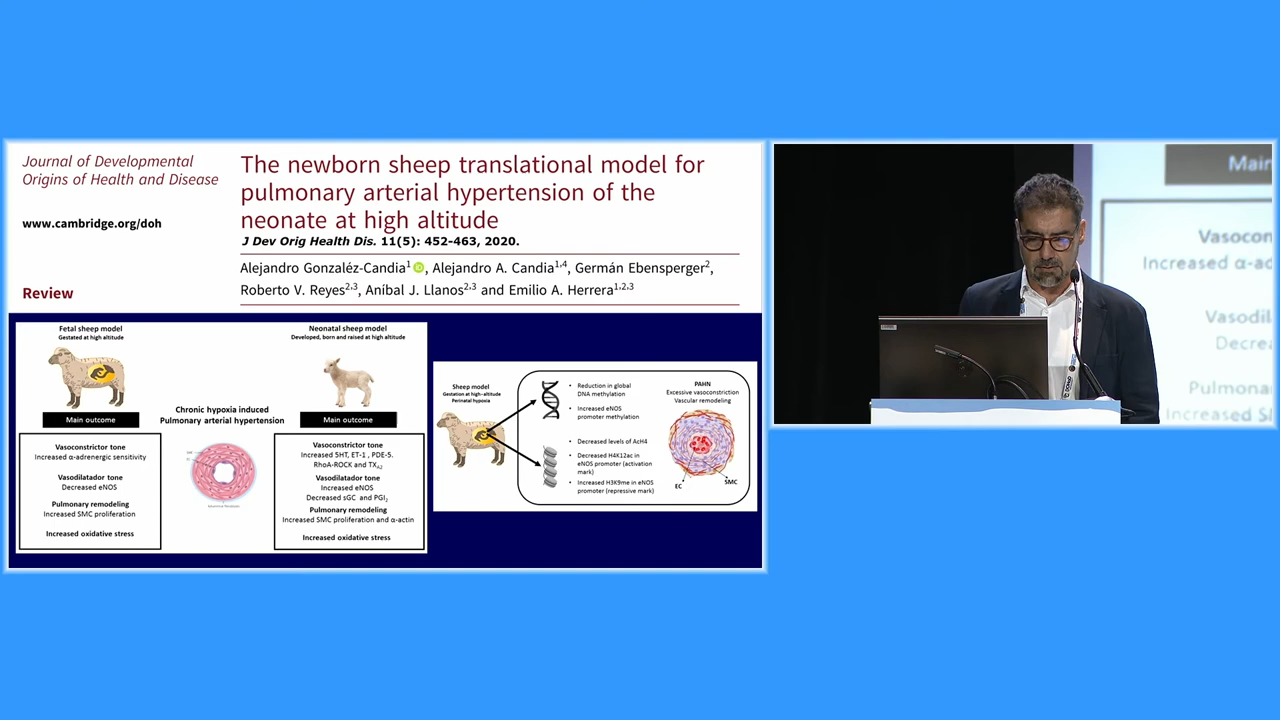 Journal of Developmental
Origins of Health and Disease
www.cambridge.org/doh
Review
The newborn sheep translational model for
pulmonary arterial hypertension of the
neonate at high altitude
J Dev Orig Health Dis. 11(5): 452-463, 2020.
Alejandro Gonzaléz-Candia1, Alejandro A. Candia1,4, Germán Ebensperger2,
Roberto V. Reyes2,3, Aníbal J. Llanos2,3 and Emilio A. Herrera1,2,3
Fetal sheep model
Gestated at high altitude
Main outcome
Vasoconstrictor tone
Increased α-adrenergic sensitivity
Vasodilatador tone
Decreased eNOS
Pulmonary remodeling
Increased SMC proliferation
Increased oxidative stress
Chronic hypoxia induced
Pulmonary arterial hypertension
Neonatal sheep model
Developed, born and raised at high altitude
Main outcome
Vasoconstrictor tone
Increased 5HT, ET-1 , PDE-5.
RhoA-ROCK and TXA2
Vasodilatador tone
Increased eNOS
Decreased sGC and PGI2
Pulmonary remodeling
Increased SMC proliferation and α-actin
Increased oxidative stress
Sheep model
Gestation at high-altitude
Perinatal hypoxia
• Reduction in global
DNA methylation
• Increased eNOS
promoter methylation
• Decreased levels of AcH4
• Decreased H4K12ac in
eNOS promoter (activation
mark)
• Increased H3K9me in eNOS
promoter (repressive mark)
PAHN
Excessive vasoconstriction
Vascular remodeling
EC
SMC
Main
Vasocon
Increased α-ad
Vasodil
Decrea
Pulmona
Increased S